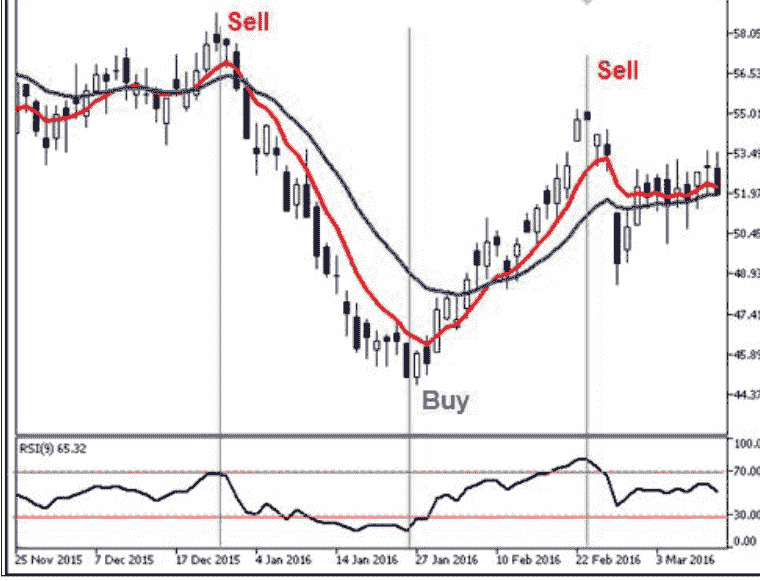 Sell
Sell
Buy
58.05
56.53
55.01
53.49
51.97
50.45
48.93
47.41
45.89
44.37
RSI(9) 65.32
100.0
70.00
30.00
0.00
25 Nov 2015 7 Dec 2015 17 Dec 2015 4 Jan 2016 14 Jan 2016 27 Jan 2016 10 Feb 2016 22 Feb 2016 3 Mar 2016